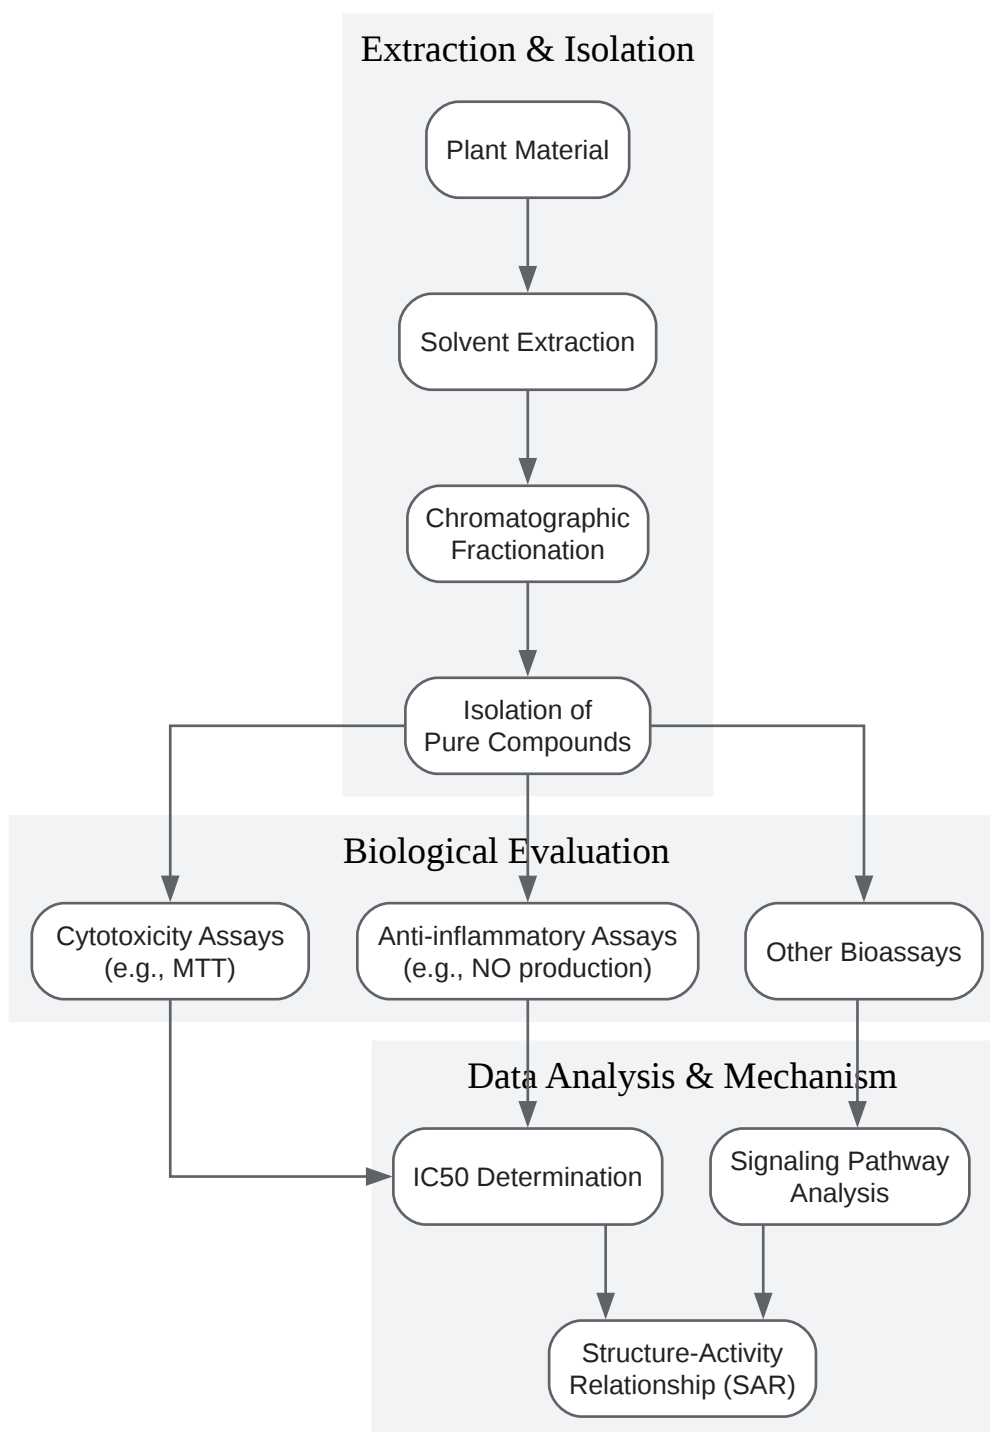 Extraction & Isolation
Plant Material
Solvent Extraction
Chromatographic
Fractionation
Isolation of
Pure Compounds
Biological Evaluation
Cytotoxicity Assays
(e.g., MTT)
Anti-inflammatory Assays
(e.g., NO production)
Other Bioassays
Data Analysis & Mechanism
IC50 Determination
Signaling Pathway
Analysis
Structure-Activity
Relationship (SAR)